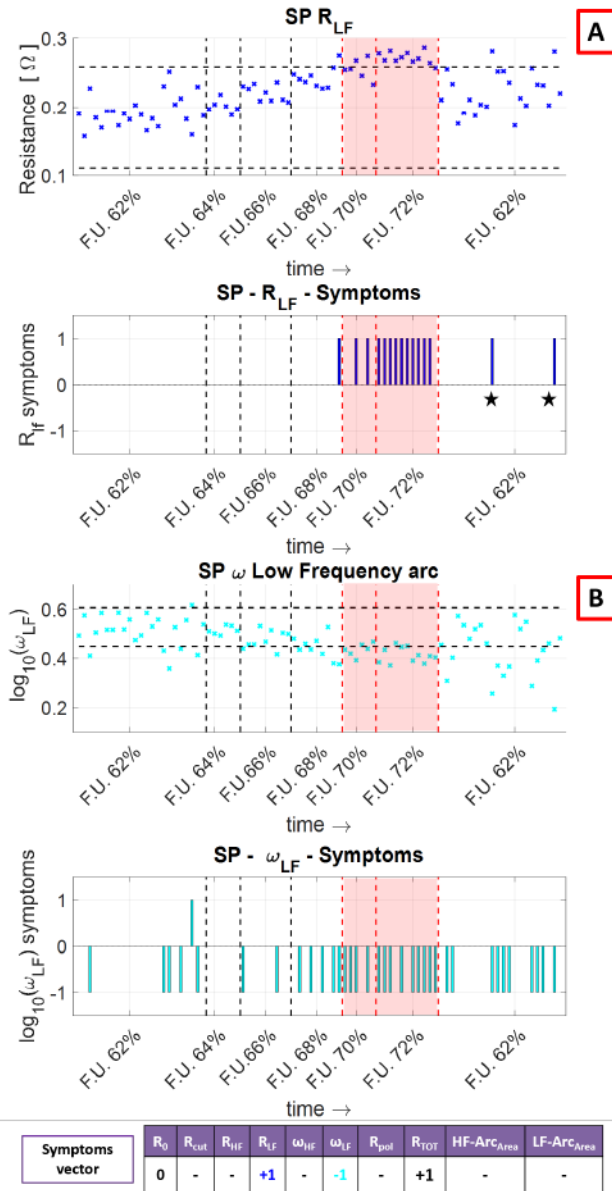 SP R_LF
A
Resistance [ Ω ]
0.3
0.2
0.1
F.U. 62%
F.U. 64%
F.U.66%
F.U. 68%
F.U. 70%
F.U. 72%
F.U. 62%
time →
SP - R_LF - Symptoms
R_lf symptoms
1
0
-1
★ ★
F.U. 62%
F.U. 64%
F.U.66%
F.U. 68%
F.U. 70%
F.U. 72%
F.U. 62%
time →
SP ω Low Frequency arc
B
log10(ω_LF)
0.6
0.4
0.2
F.U. 62%
F.U. 64%
F.U.66%
F.U. 68%
F.U. 70%
F.U. 72%
F.U. 62%
time →
SP - ω_LF - Symptoms
log10(ω_LF) symptoms
1
0
-1
F.U. 62%
F.U. 64%
F.U.66%
F.U. 68%
F.U. 70%
F.U. 72%
F.U. 62%
time →
Symptoms
vector
R_0 R_cut R_HF R_LF ω_HF ω_LF R_pol R_TOT HF-Arc_Area LF-Arc_Area
0 - - +1 - -1 - +1 - -